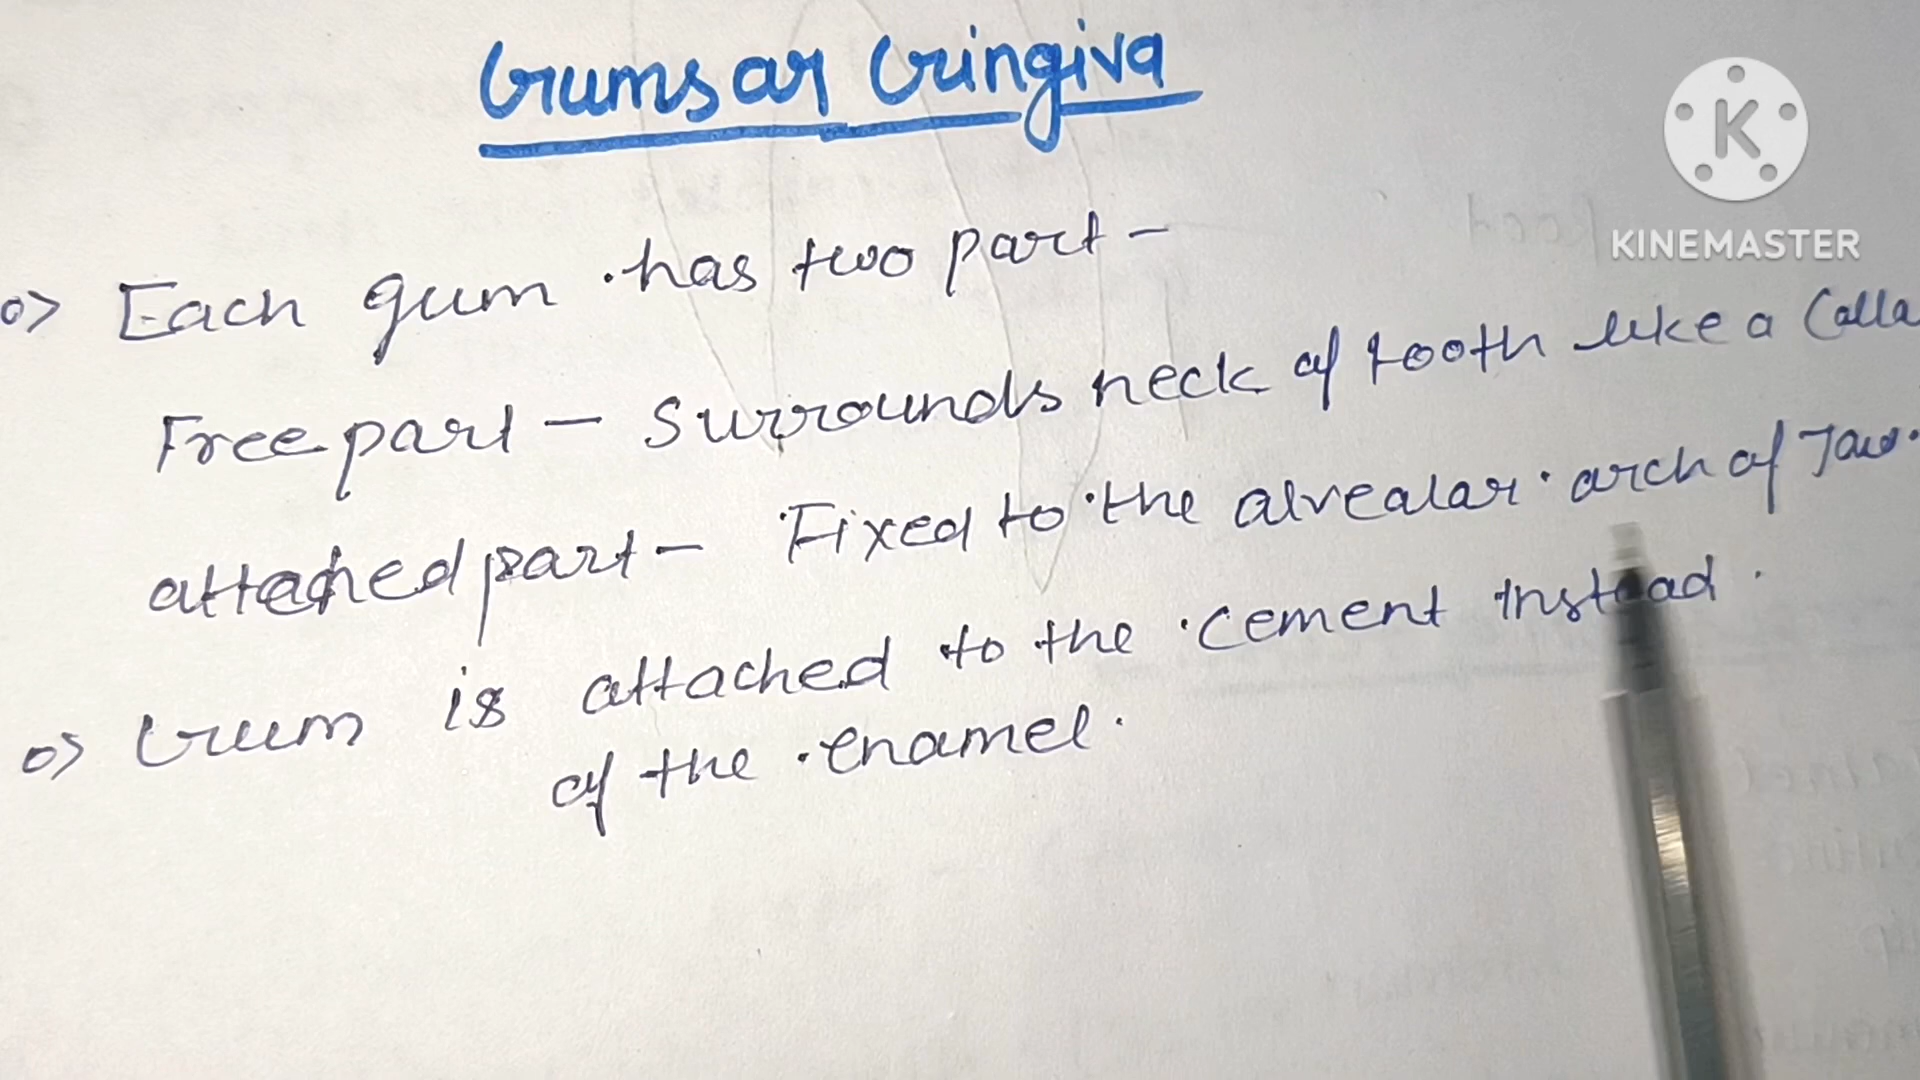 Gums or Gingiva
K
KINEMASTER
o> Each gum has two part -
Free part - Surrounds neck of tooth like a Colla
attached part - Fixed to the alvealar arch of Jaw.
o> Gum is attached to the cement instead
of the enamel.